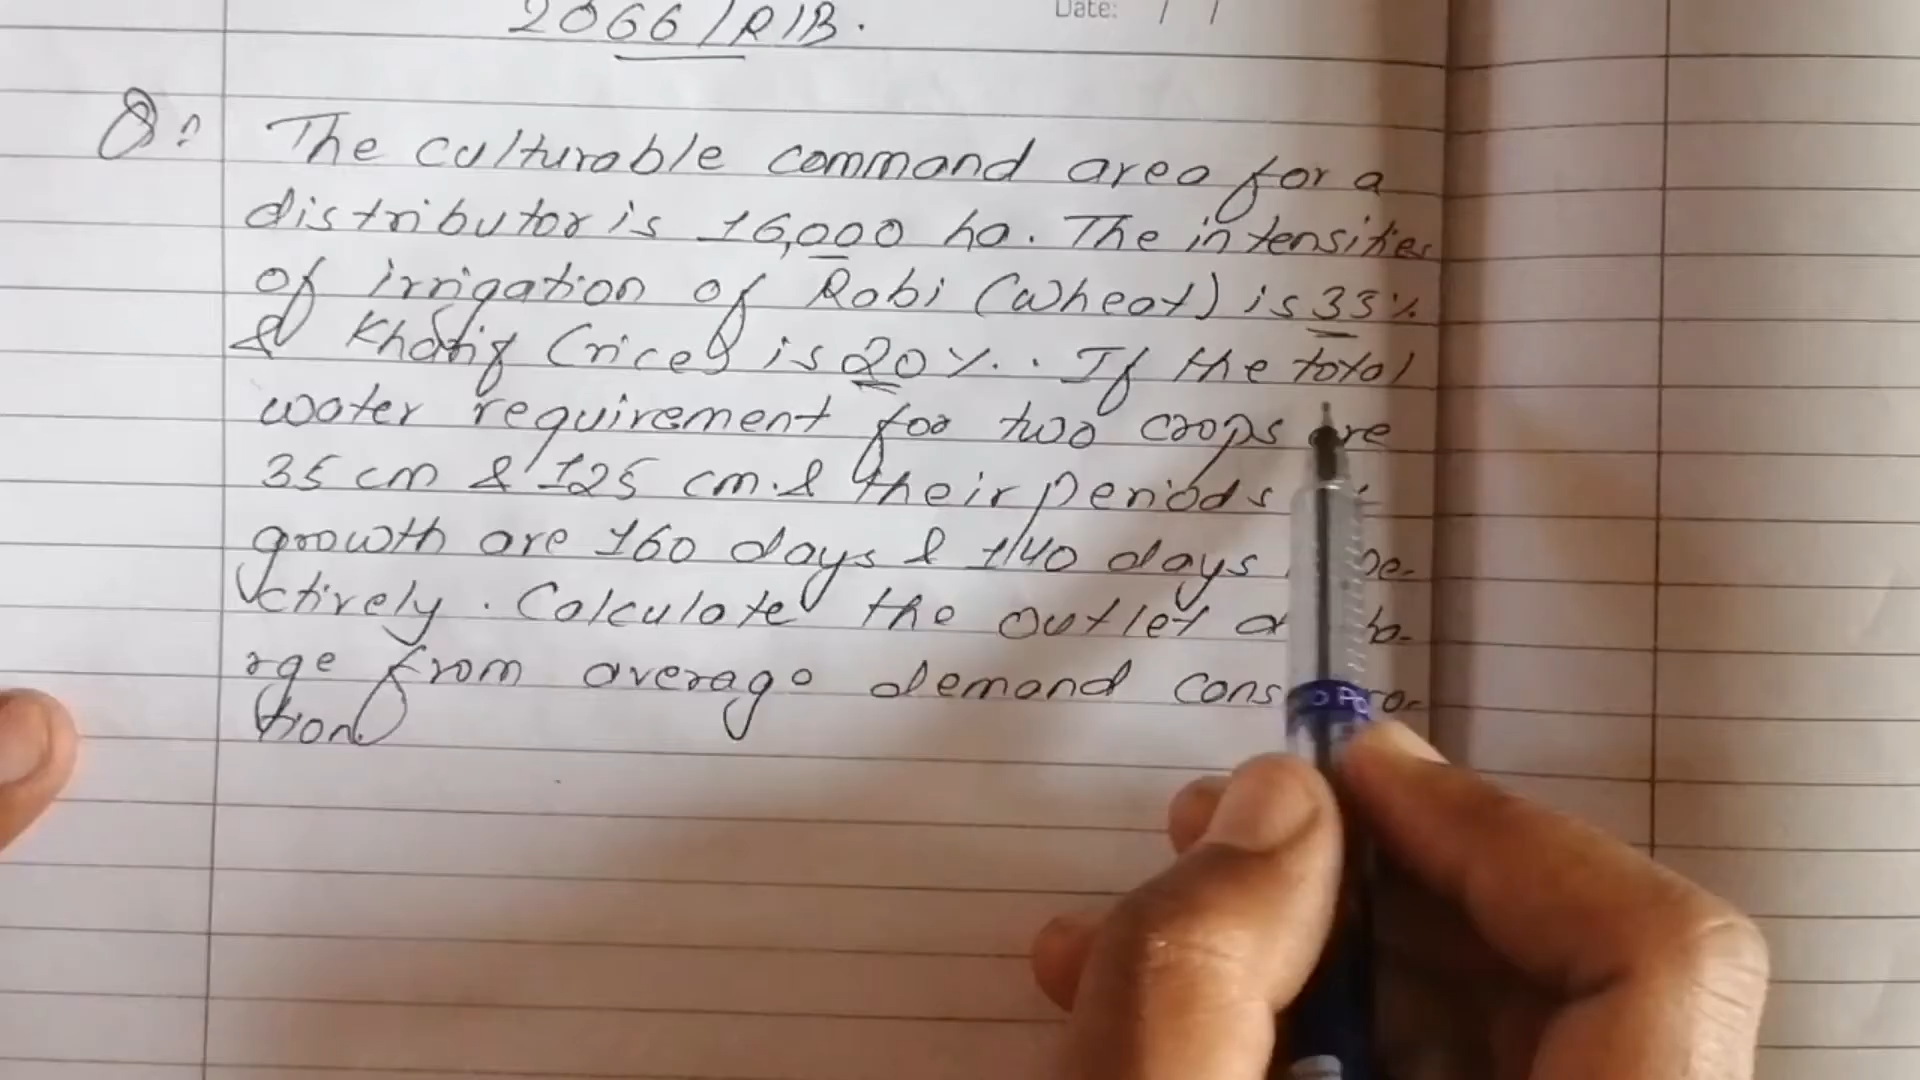 2066/R/B.
Date: / /
Q: The culturable command area for a
distributor is 16,000 ha. The intensities
of irrigation of Rabi (wheat) is 33%
& Kharif (rice) is 20%. If the total
water requirement for two crops are
35 cm & 125 cm. & their periods
growth are 160 days & 140 days
ctively. Calculate the outlet
rge from average demand
tion